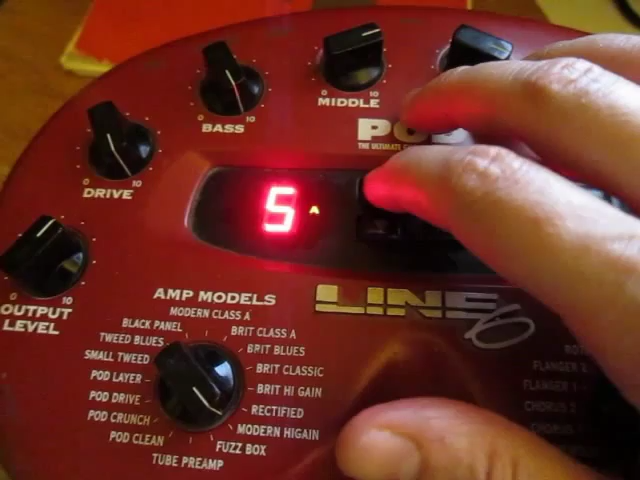 0 10
MIDDLE
0 10
BASS
THE ULTIMATE
0 10
DRIVE
5 A
0 10
OUTPUT
LEVEL
LINE 6
AMP MODELS
MODERN CLASS A
BLACK PANEL
TWEED BLUES
SMALL TWEED
POD LAYER
POD DRIVE
POD CRUNCH
POD CLEAN
TUBE PREAMP
BRIT CLASS A
BRIT BLUES
BRIT CLASSIC
BRIT HI GAIN
RECTIFIED
MODERN HIGAIN
FUZZ BOX
FLANGER 2
FLANGER 1
CHORUS 2